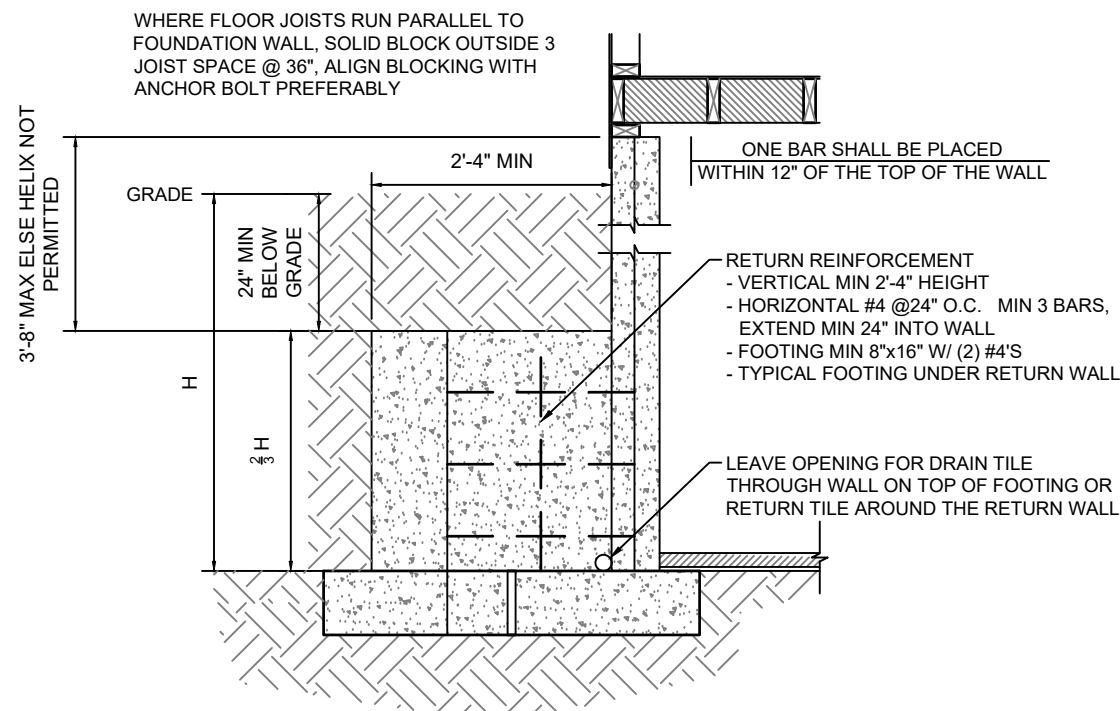 WHERE FLOOR JOISTS RUN PARALLEL TO
FOUNDATION WALL, SOLID BLOCK OUTSIDE 3
JOIST SPACE @ 36", ALIGN BLOCKING WITH
ANCHOR BOLT PREFERABLY
3'-8" MAX ELSE HELIX NOT
PERMITTED
2'-4" MIN
ONE BAR SHALL BE PLACED
WITHIN 12" OF THE TOP OF THE WALL
GRADE
24" MIN
BELOW
GRADE
H
2/3 H
RETURN REINFORCEMENT
- VERTICAL MIN 2'-4" HEIGHT
- HORIZONTAL #4 @24" O.C. MIN 3 BARS,
EXTEND MIN 24" INTO WALL
- FOOTING MIN 8"x16" W/ (2) #4'S
- TYPICAL FOOTING UNDER RETURN WALL
LEAVE OPENING FOR DRAIN TILE
THROUGH WALL ON TOP OF FOOTING OR
RETURN TILE AROUND THE RETURN WALL